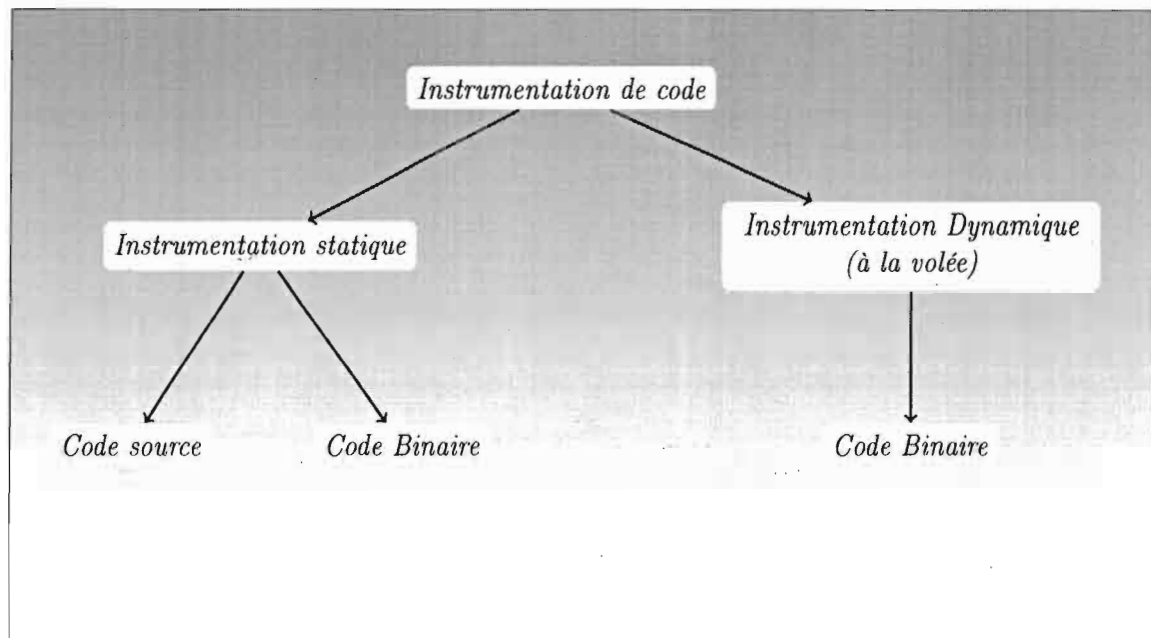 Instrumentation de code
Instrumentation statique
Instrumentation Dynamique
(à la volée)
Code source
Code Binaire
Code Binaire